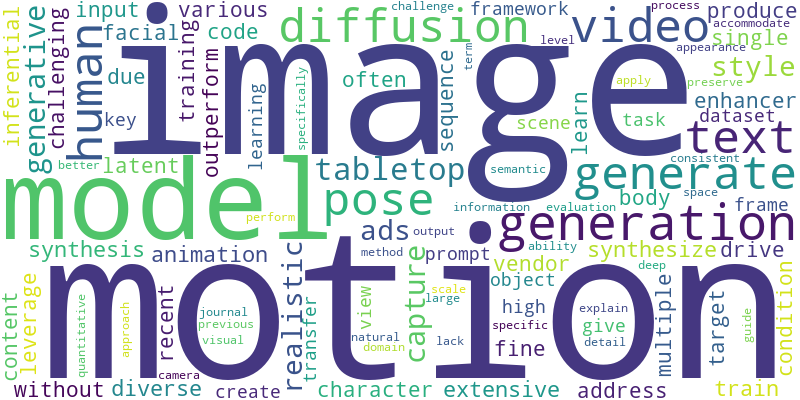 challenge framework process
input various diffusion video accommodate produce
facial code challenging level single
inferential generative human image appearance style
due training often sequence term apply preserve
key outperform learning specifically scene learn task enhancer dataset
text
better latent tabletop semantic consistent generate
model pose information evaluation space body
perform generation frame
ads output
synthesis animation method prompt vendor ability synthesize drive
motion
content leverage recent realistic transfer capture view object deep
quantitative approach journal previous visual scale large high explain multiple target condition
natural domain lack specific give guide
camera fine detail
without diverse create character extensive address train